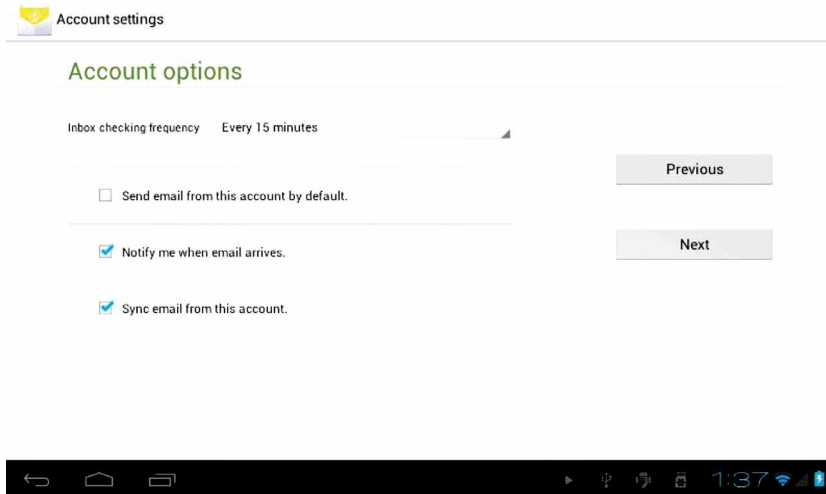 Account settings
Account options
Inbox checking frequency Every 15 minutes
Previous
Send email from this account by default.
Next
Notify me when email arrives.
Sync email from this account.
1:37